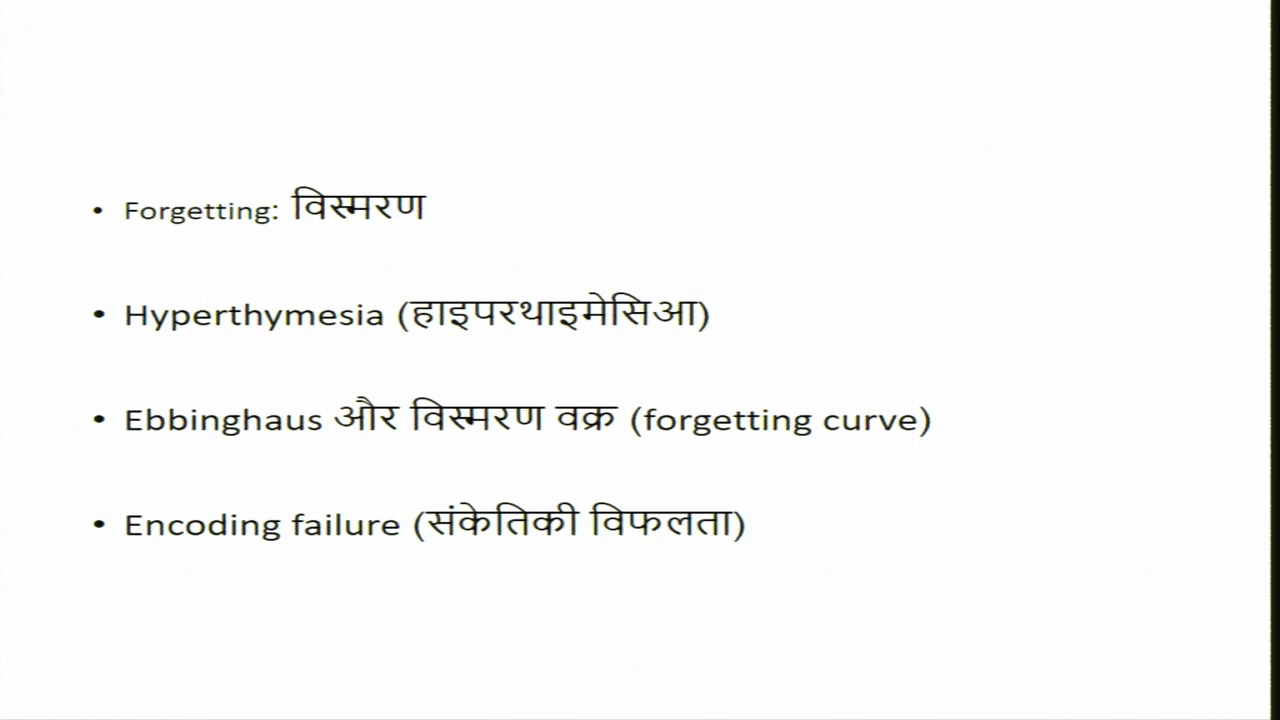 • Forgetting: विस्मरण
• Hyperthymesia (हाइपरथाइमेसिआ)
• Ebbinghaus और विस्मरण वक्र (forgetting curve)
• Encoding failure (संकेतिकी विफलता)